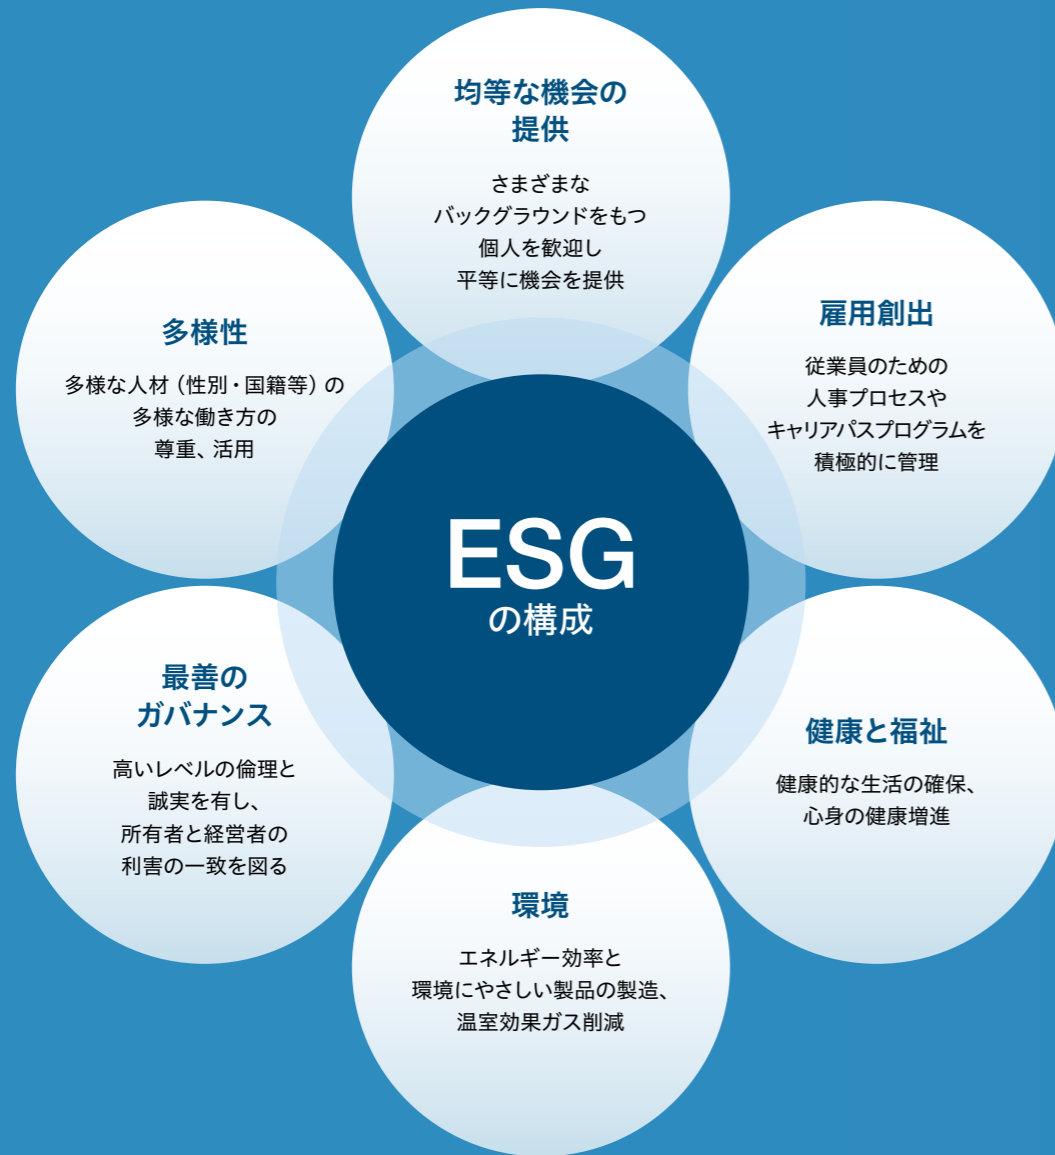 均等な機会の
提供
さまざまな
バックグラウンドをもつ
個人を歓迎し
平等に機会を提供
雇用創出
従業員のための
人事プロセスや
キャリアパスプログラムを
積極的に管理
健康と福祉
健康的な生活の確保、
心身の健康増進
環境
エネルギー効率と
環境にやさしい製品の製造、
温室効果ガス削減
最善の
ガバナンス
高いレベルの倫理と
誠実を有し、
所有者と経営者の
利害の一致を図る
多様性
多様な人材（性別・国籍等）の
多様な働き方の
尊重、活用
ESG
の構成